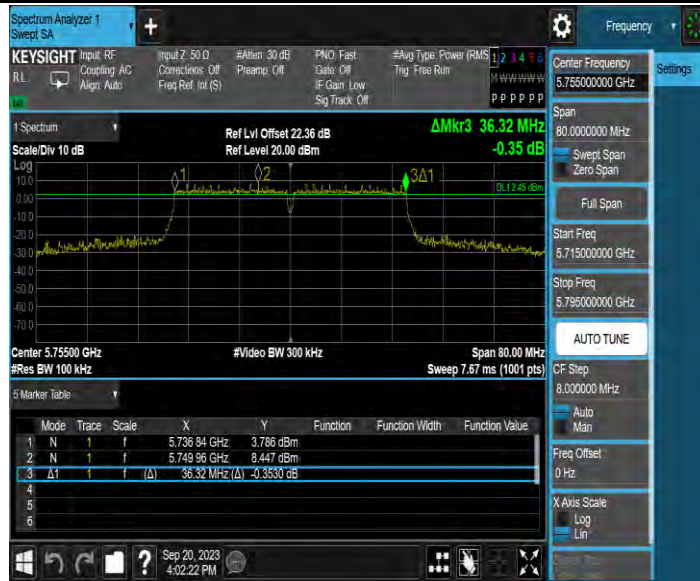 Spectrum Analyzer 1
Swept SA
+
Frequency
KEYSIGHT
RL
Input: RF
Coupling: AC
Align: Auto
Input Z: 50 Ω
Corrections: Off
Freq Ref: Int (S)
#Atten: 30 dB
Preamp: Off
PNO: Fast
Gate: Off
IF Gain: Low
Sig Track: Off
#Avg Type: Power (RMS
Trig: Free Run
1 2 3 4 5 6
M W W W W W
P P P P P P
1 Spectrum
Scale/Div 10 dB
Ref Lvl Offset 22.36 dB
Ref Level 20.00 dBm
ΔMkr3 36.32 MHz
-0.35 dB
Log
10.0
0.00
-10.0
-20.0
-30.0
-40.0
-50.0
-60.0
-70.0
1
2
3Δ1
DL1 2.45 dBm
Center 5.75500 GHz
#Video BW 300 kHz
Span 80.00 MHz
#Res BW 100 kHz
Sweep 7.67 ms (1001 pts)
5 Marker Table
Mode Trace Scale X Y Function Function Width Function Value
1 N 1 f 5.736 84 GHz 3.786 dBm
2 N 1 f 5.749 96 GHz 8.447 dBm
3 Δ1 1 f (Δ) 36.32 MHz (Δ) -0.3530 dB
4
5
6
Sep 20, 2023
4:02:22 PM
Center Frequency
5.755000000 GHz
Settings
Span
80.0000000 MHz
Swept Span
Zero Span
Full Span
Start Freq
5.715000000 GHz
Stop Freq
5.795000000 GHz
AUTO TUNE
CF Step
8.000000 MHz
Auto
Man
Freq Offset
0 Hz
X Axis Scale
Log
Lin